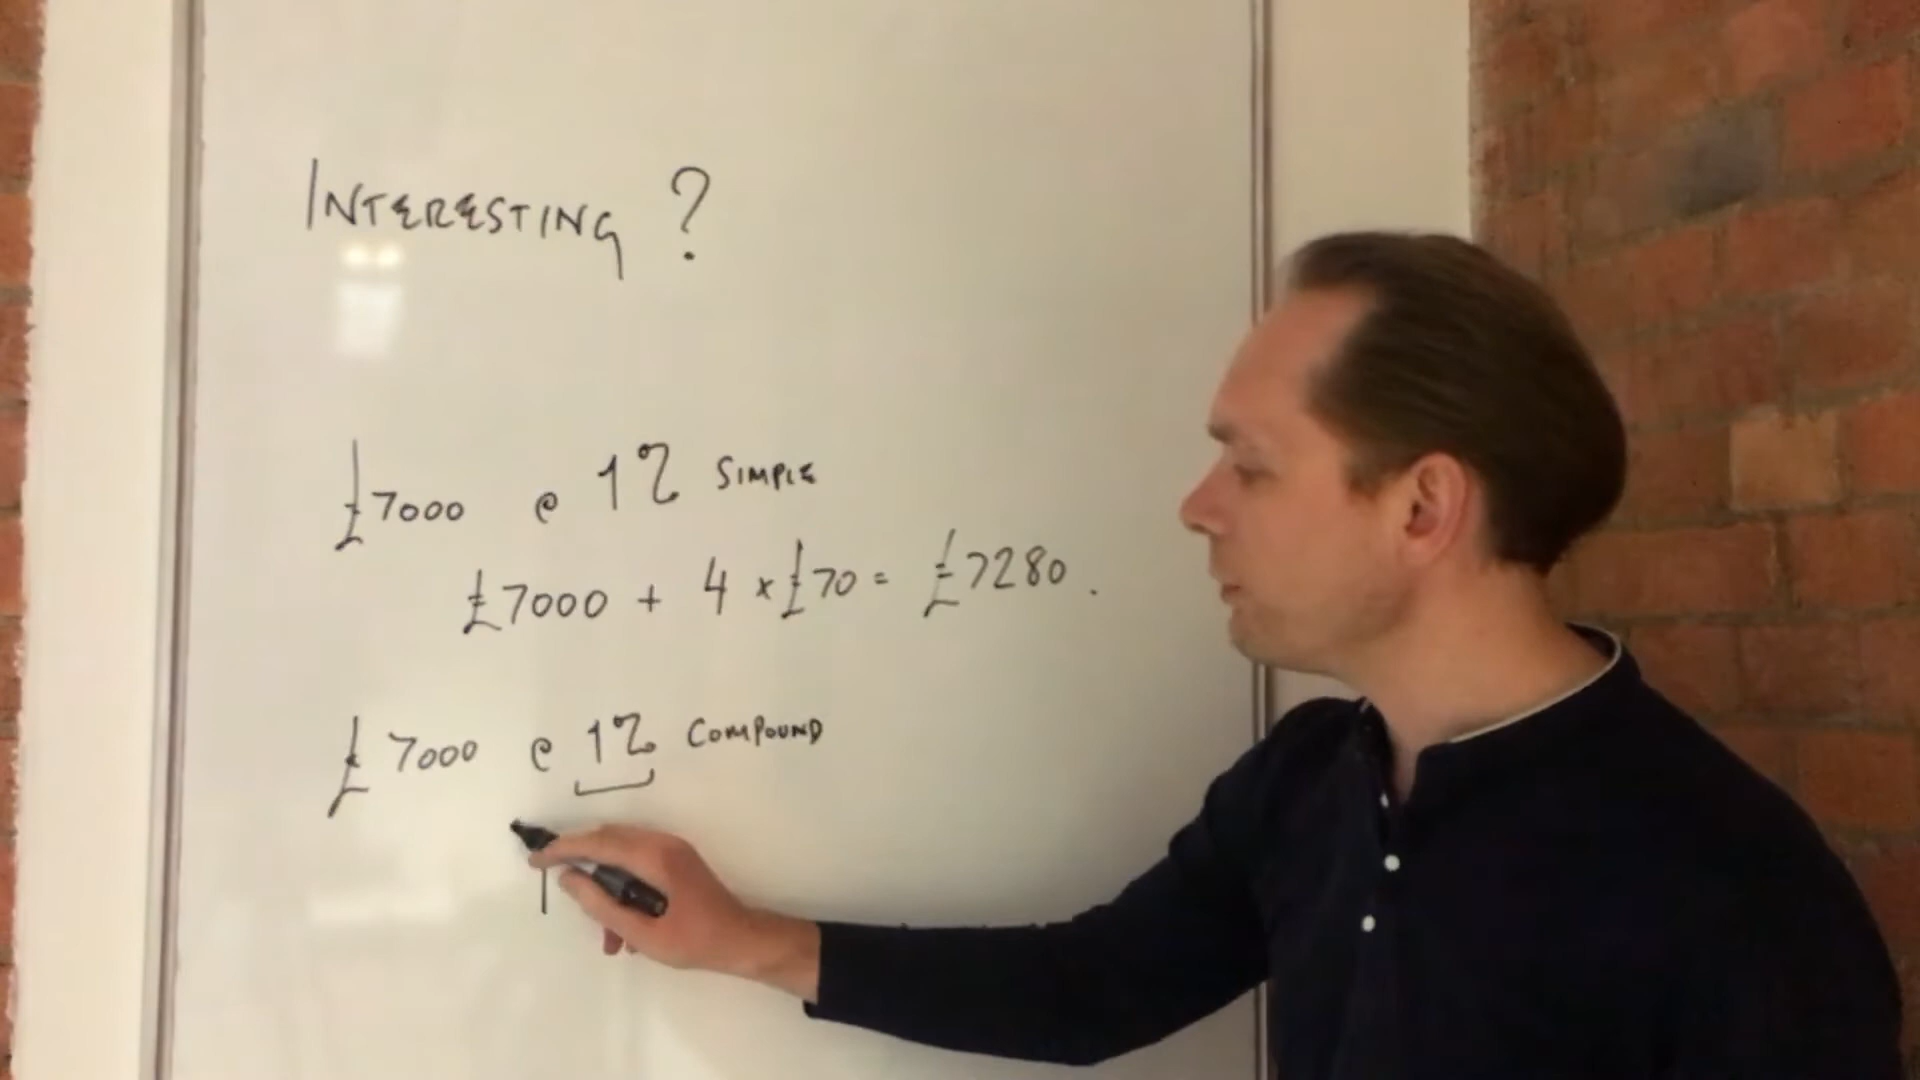 INTERESTING ?
£7000 @ 1% SIMPLE
£7000 + 4 x £70 = £7280.
£7000 @ 1% COMPOUND